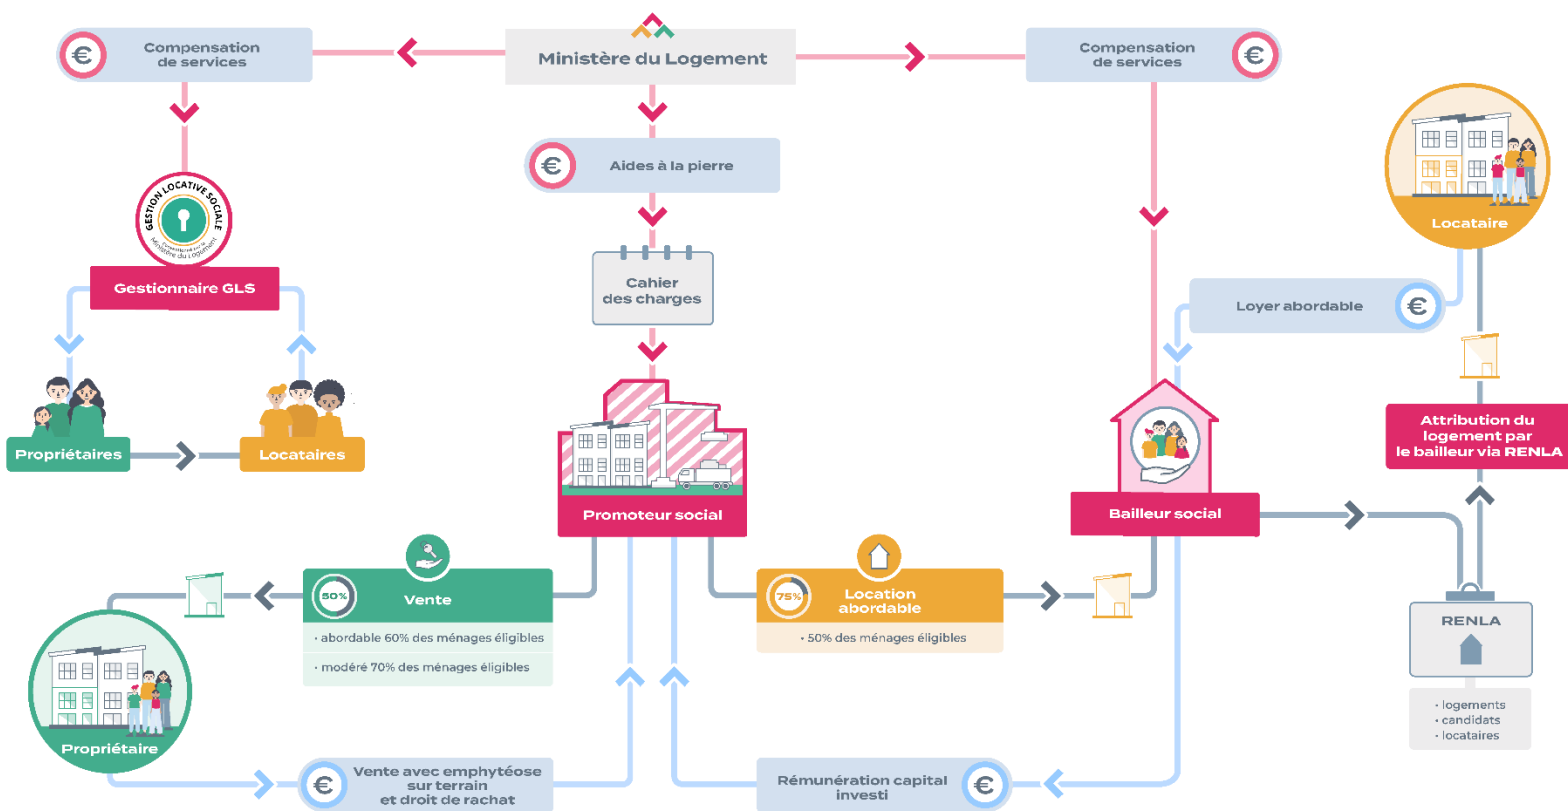 Compensation
de services
€
Ministère du Logement
Compensation
de services
€
€
Aides à la pierre
GESTION LOCATIVE SOCIALE
Ministère du Logement
Gestionnaire GLS
Cahier
des charges
Locataire
Loyer abordable
€
Propriétaires
Locataires
Attribution du
logement par
le bailleur via RENLA
Promoteur social
Bailleur social
50%
Vente
• abordable 60% des ménages éligibles
• modéré 70% des ménages éligibles
75%
Location
abordable
• 50% des ménages éligibles
RENLA
• logements
• candidats
• locataires
Propriétaire
€
Vente avec emphytéose
sur terrain
et droit de rachat
Rémunération capital
investi
€